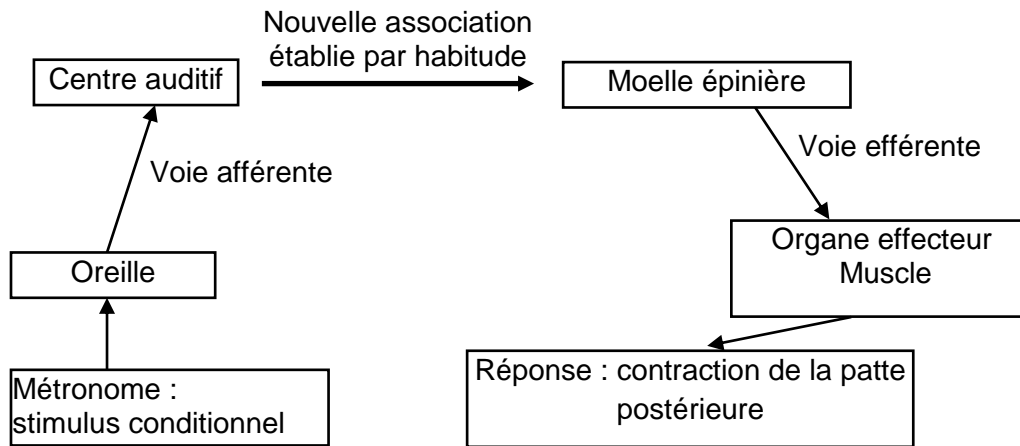 Nouvelle association
établie par habitude
Centre auditif
Moelle épinière
Voie afférente
Voie efférente
Oreille
Organe effecteur
Muscle
Métronome :
stimulus conditionnel
Réponse : contraction de la patte
postérieure